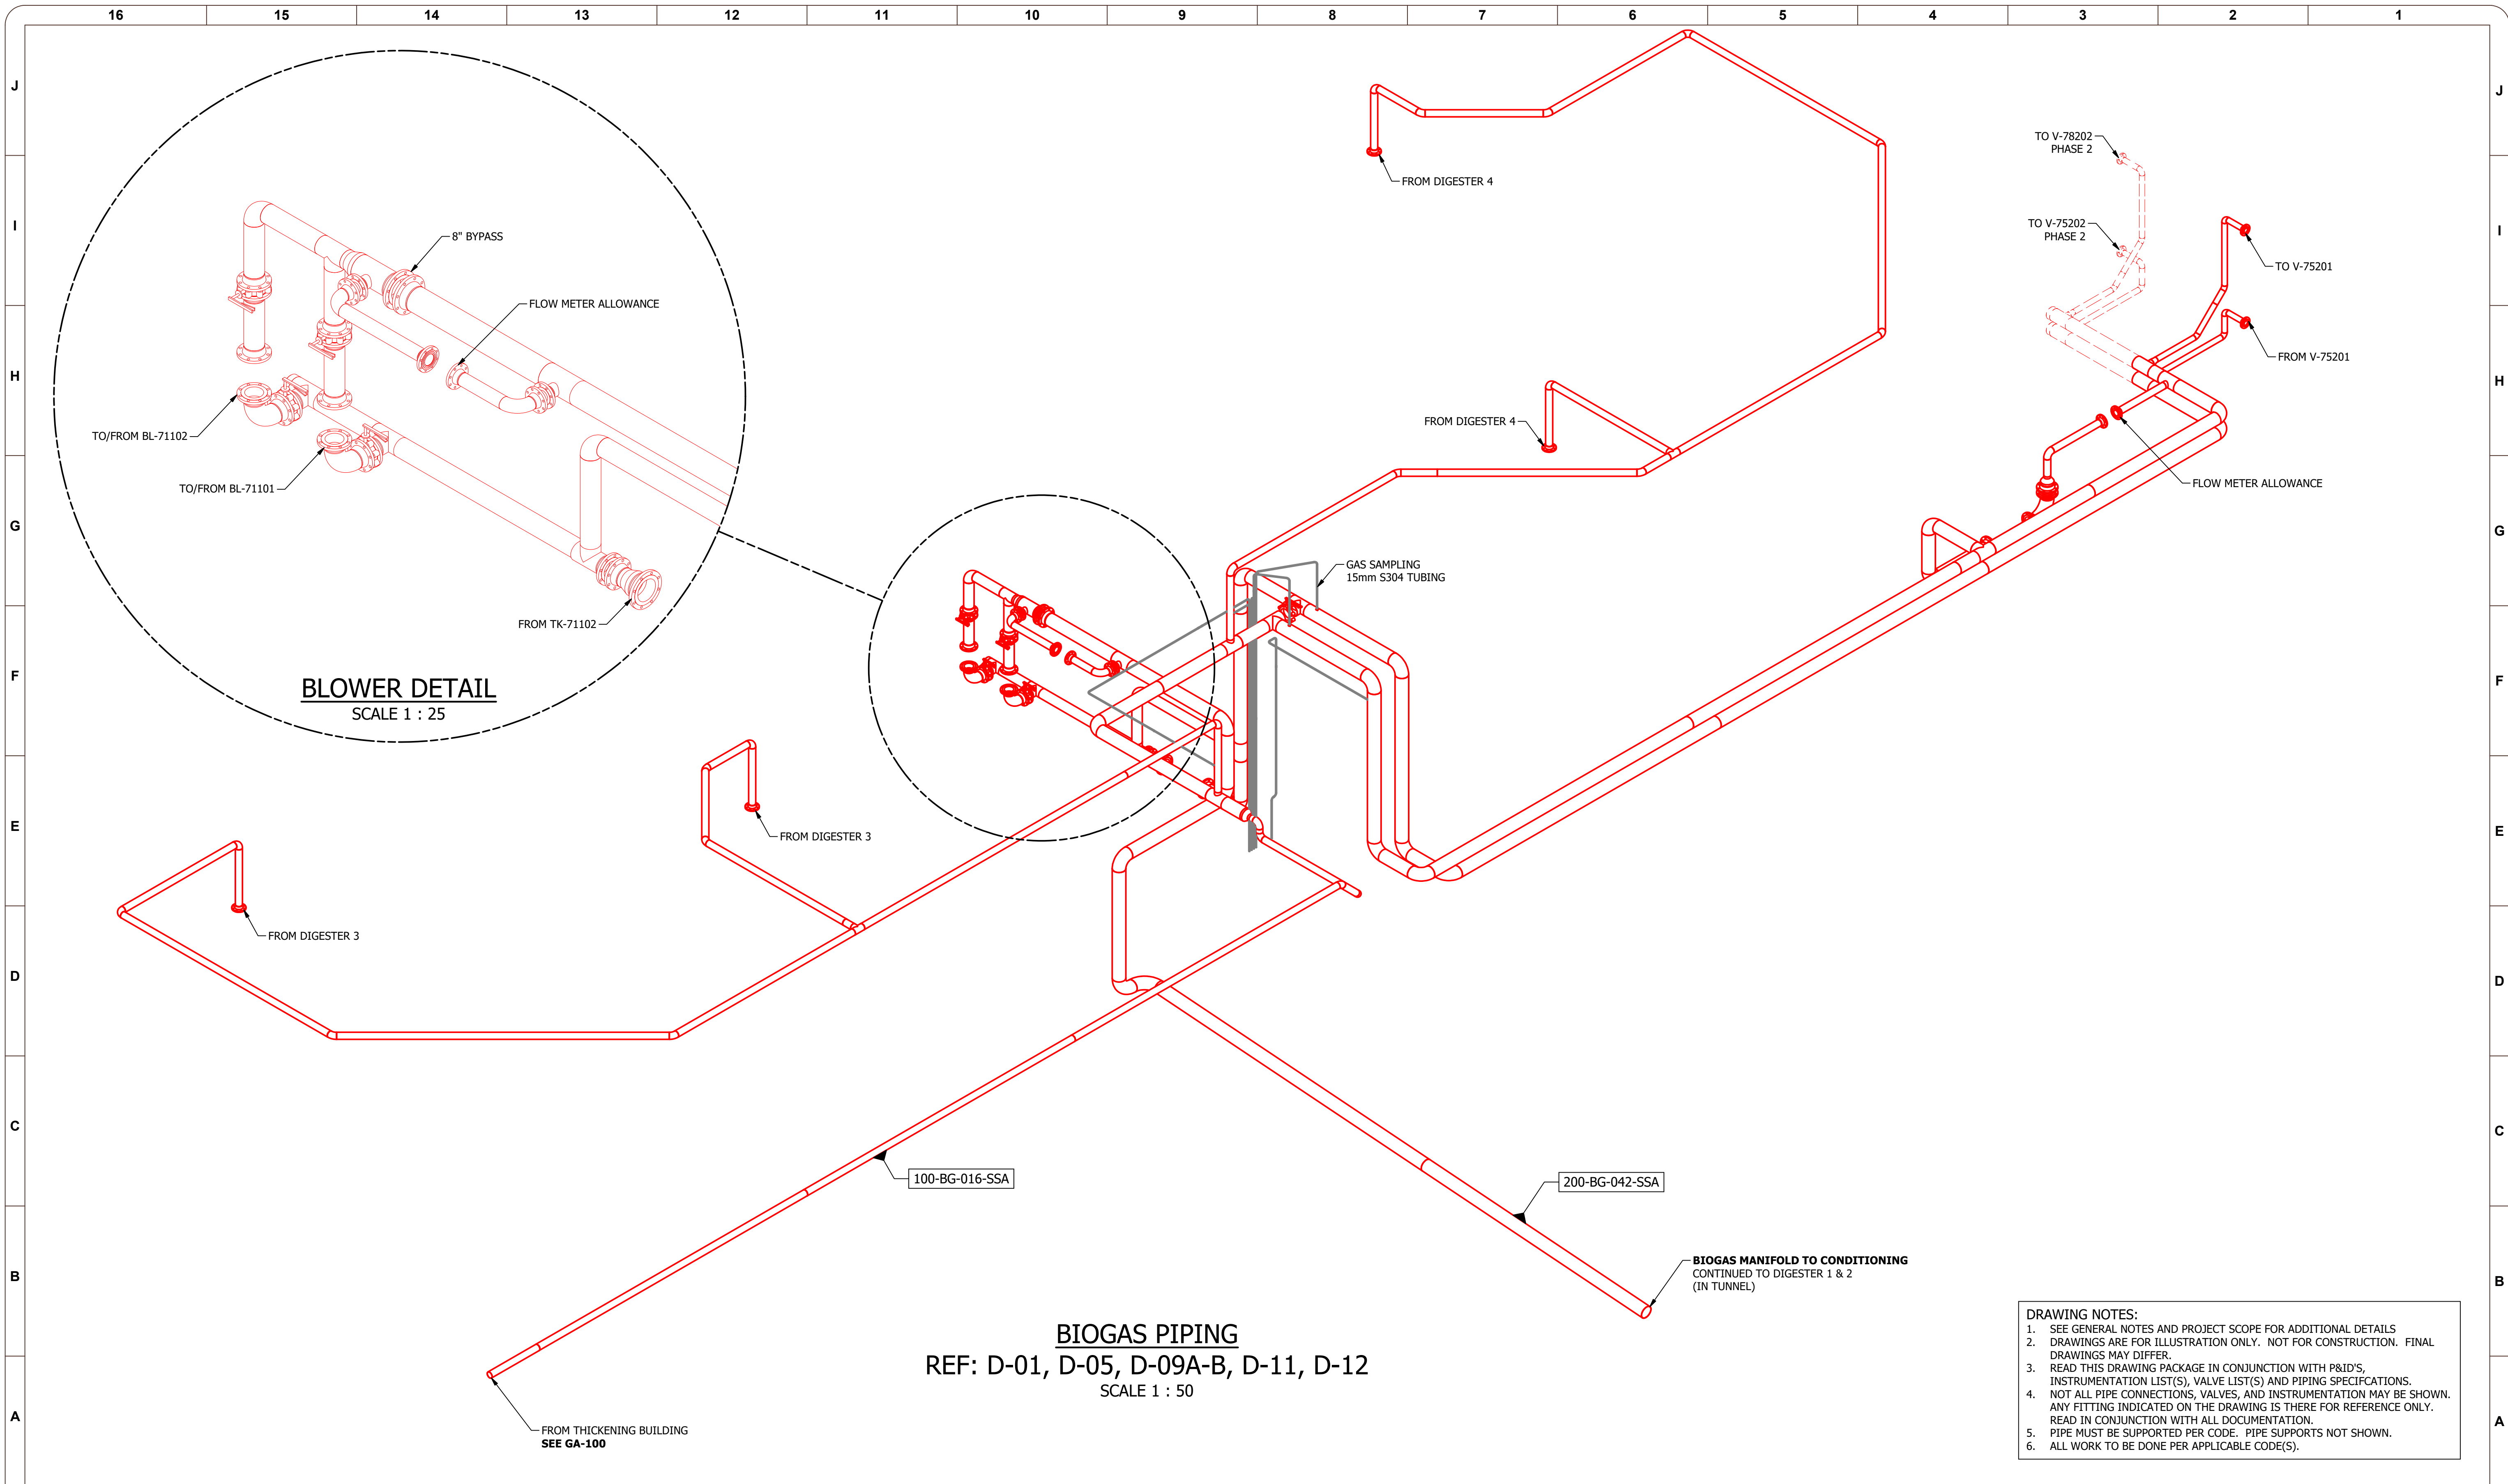 16 15 14 13 12 11 10 9 8 7 6 5 4 3 2 1
J
J
I
I
H
H
G
G
F
F
E
E
D
D
C
C
B
B
A
A
8" BYPASS
FLOW METER ALLOWANCE
TO/FROM BL-71102
TO/FROM BL-71101
FROM TK-71102
BLOWER DETAIL
SCALE 1 : 25
FROM DIGESTER 4
FROM DIGESTER 4
TO V-78202
PHASE 2
TO V-75202
PHASE 2
TO V-75201
FROM V-75201
FLOW METER ALLOWANCE
GAS SAMPLING
15mm S304 TUBING
FROM DIGESTER 3
FROM DIGESTER 3
100-BG-016-SSA
200-BG-042-SSA
BIOGAS MANIFOLD TO CONDITIONING
CONTINUED TO DIGESTER 1 & 2
(IN TUNNEL)
BIOGAS PIPING
REF: D-01, D-05, D-09A-B, D-11, D-12
SCALE 1 : 50
FROM THICKENING BUILDING
SEE GA-100
DRAWING NOTES:
1. SEE GENERAL NOTES AND PROJECT SCOPE FOR ADDITIONAL DETAILS
2. DRAWINGS ARE FOR ILLUSTRATION ONLY. NOT FOR CONSTRUCTION. FINAL
DRAWINGS MAY DIFFER.
3. READ THIS DRAWING PACKAGE IN CONJUNCTION WITH P&ID'S,
INSTRUMENTATION LIST(S), VALVE LIST(S) AND PIPING SPECIFCATIONS.
4. NOT ALL PIPE CONNECTIONS, VALVES, AND INSTRUMENTATION MAY BE SHOWN.
ANY FITTING INDICATED ON THE DRAWING IS THERE FOR REFERENCE ONLY.
READ IN CONJUNCTION WITH ALL DOCUMENTATION.
5. PIPE MUST BE SUPPORTED PER CODE. PIPE SUPPORTS NOT SHOWN.
6. ALL WORK TO BE DONE PER APPLICABLE CODE(S).